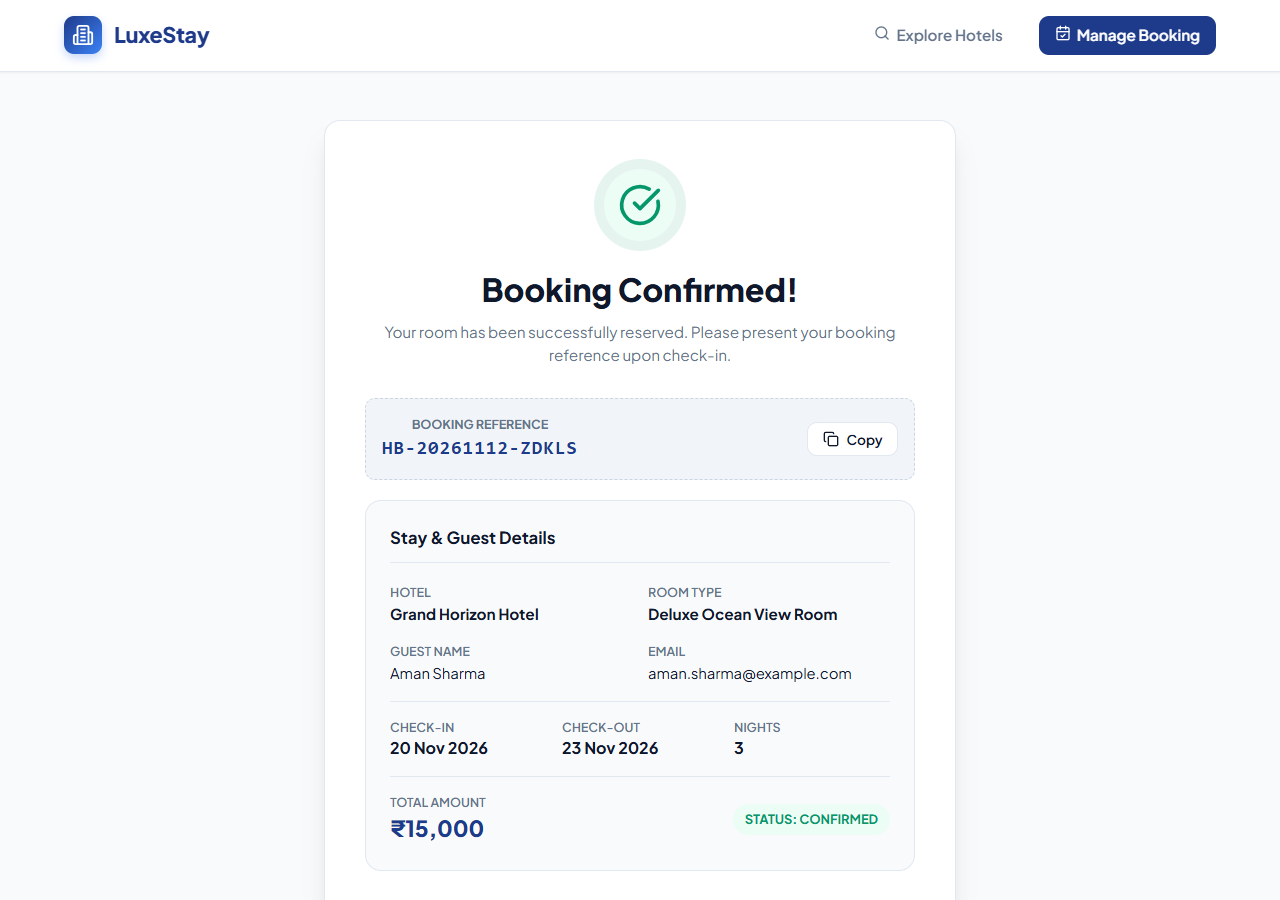 LuxeStay
Explore Hotels
Manage Booking
Booking Confirmed!
Your room has been successfully reserved. Please present your booking
reference upon check-in.
BOOKING REFERENCE
HB-20261112-ZDKLS
Copy
Stay & Guest Details
HOTEL
Grand Horizon Hotel
ROOM TYPE
Deluxe Ocean View Room
GUEST NAME
Aman Sharma
EMAIL
aman.sharma@example.com
CHECK-IN
20 Nov 2026
CHECK-OUT
23 Nov 2026
NIGHTS
3
TOTAL AMOUNT
₹15,000
STATUS: CONFIRMED